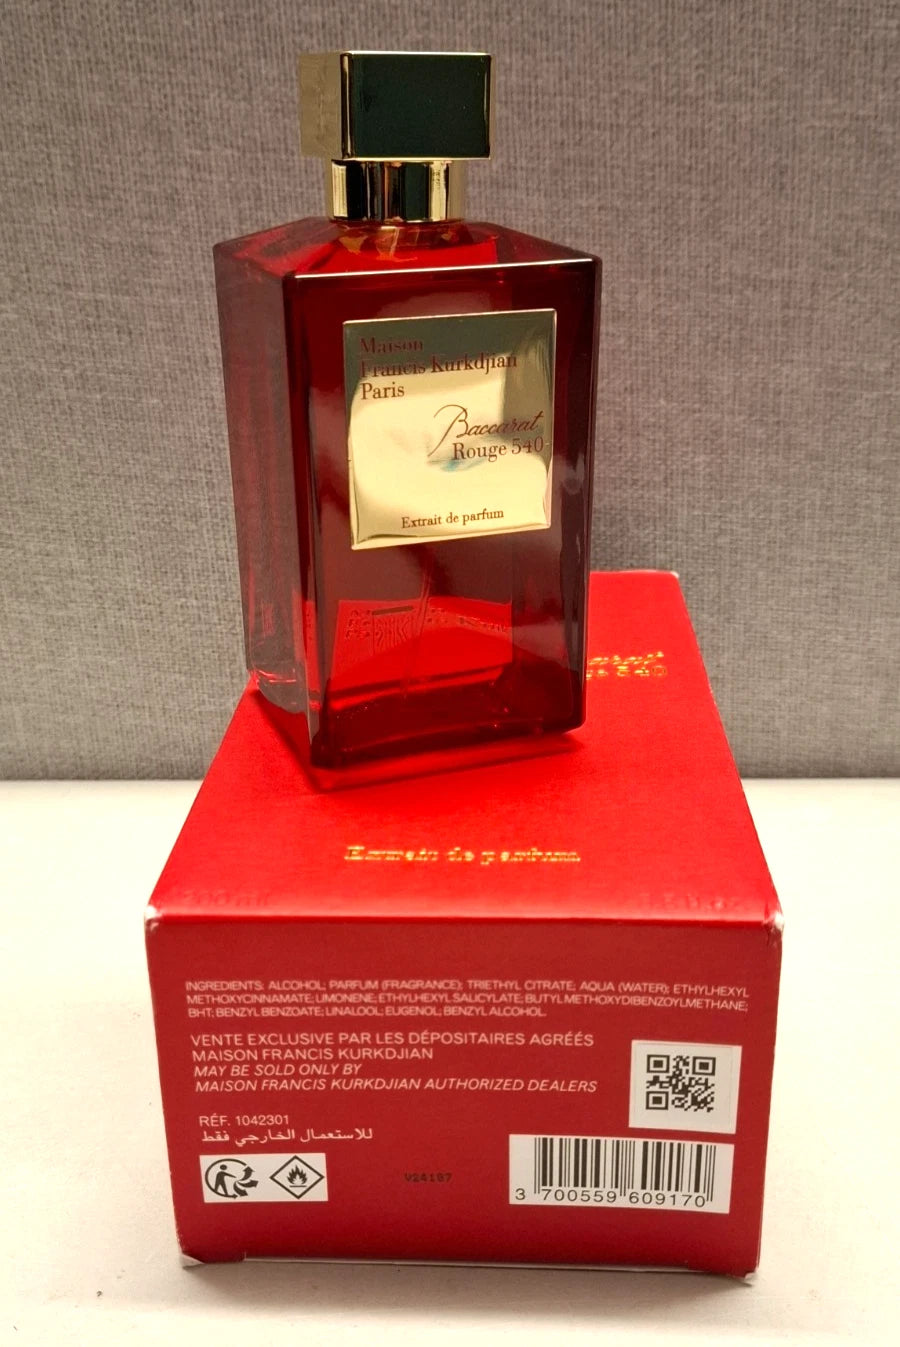 Maison
Francis Kurkdjian
Paris
Baccarat
Rouge 540
Extrait de parfum
Extrait de parfum
INGREDIENTS: ALCOHOL; PARFUM (FRAGRANCE); TRIETHYL CITRATE; AQUA (WATER); ETHYLHEXYL
METHOXYCINNAMATE; LIMONENE; ETHYLHEXYL SALICYLATE; BUTYL METHOXYDIBENZOYLMETHANE;
BHT; BENZYL BENZOATE; LINALOOL; EUGENOL; BENZYL ALCOHOL.
VENTE EXCLUSIVE PAR LES DÉPOSITAIRES AGRÉÉS
MAISON FRANCIS KURKDJIAN
MAY BE SOLD ONLY BY
MAISON FRANCIS KURKDJIAN AUTHORIZED DEALERS
RÉF. 1042301
للاستعمال الخارجي فقط
V24187
3 700559 609170